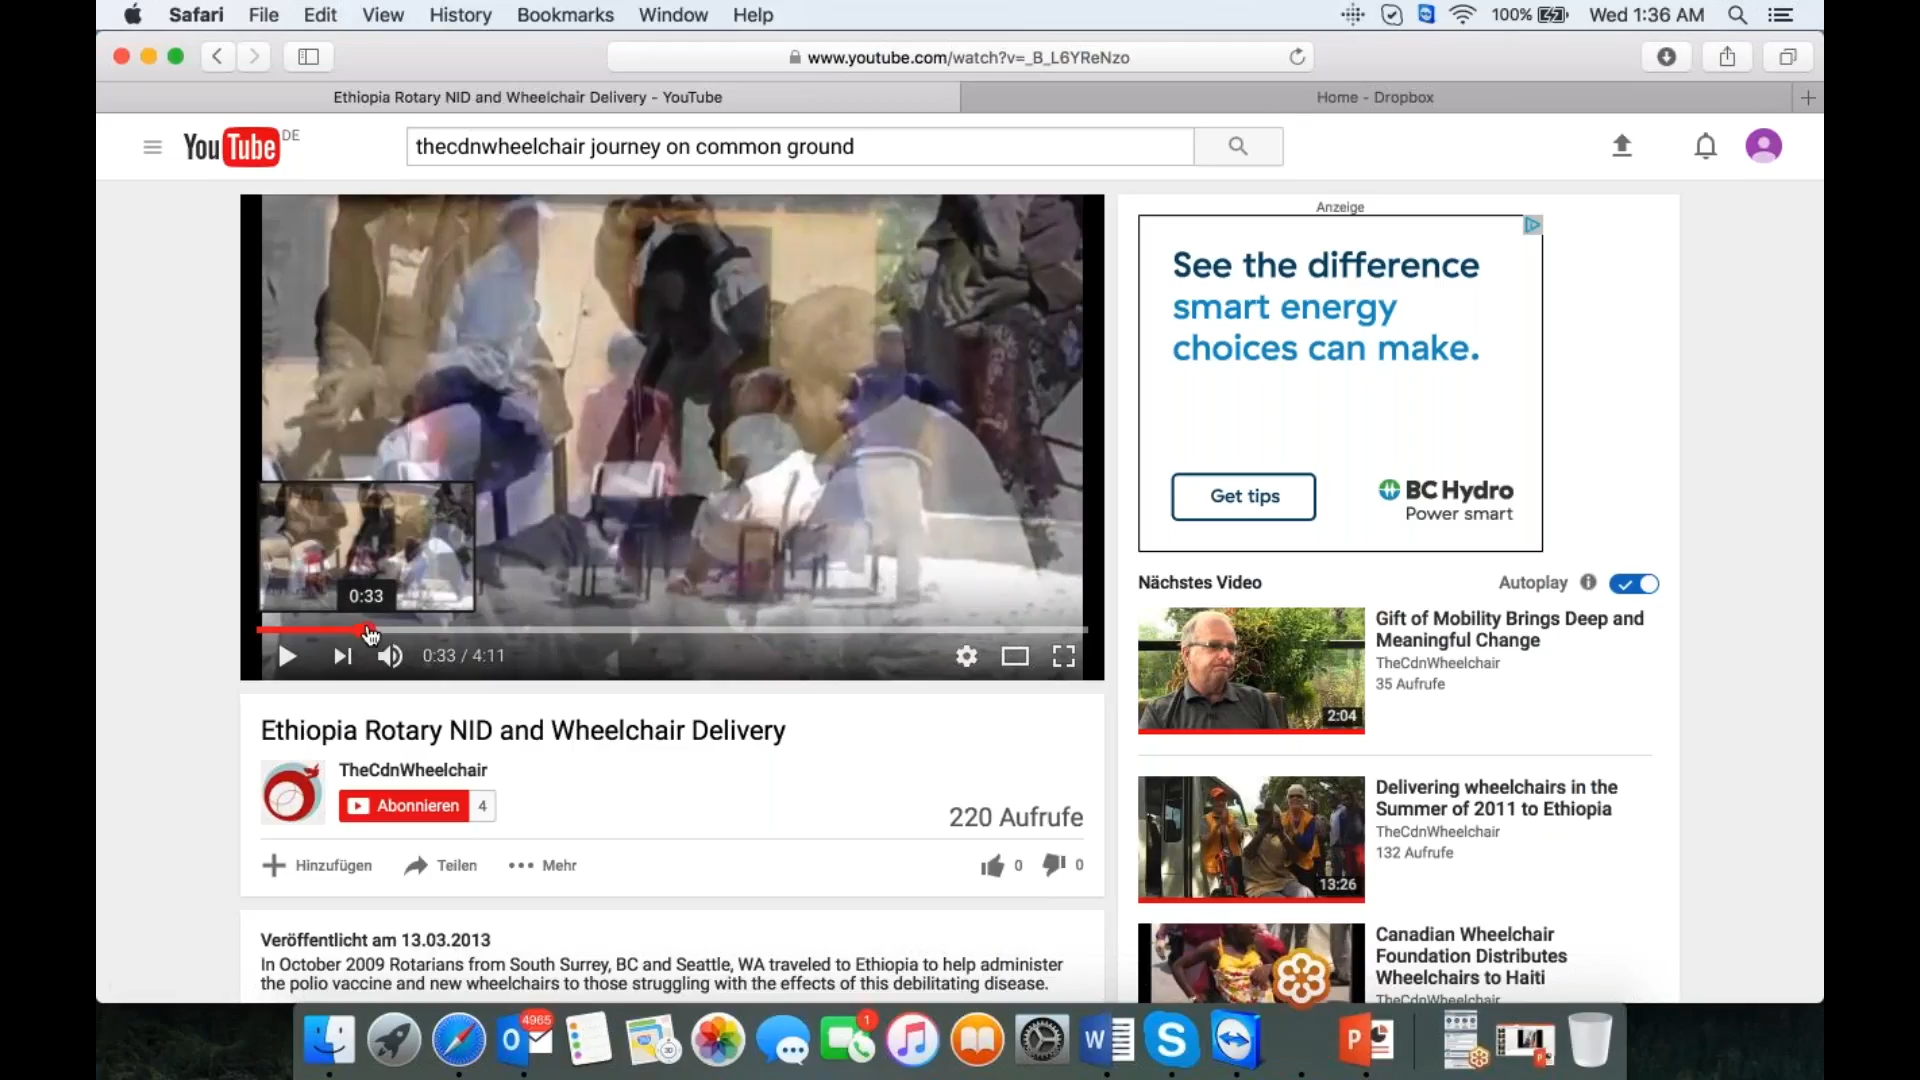 Safari File Edit View History Bookmarks Window Help 100% Wed 1:36 AM
www.youtube.com/watch?v=_B_L6YReNzo
Ethiopia Rotary NID and Wheelchair Delivery - YouTube
Home - Dropbox
YouTube DE
thecdnwheelchair journey on common ground
0:33
0:33 / 4:11
Ethiopia Rotary NID and Wheelchair Delivery
TheCdnWheelchair
Abonnieren 4
220 Aufrufe
Hinzufügen Teilen Mehr 0 0
Veröffentlicht am 13.03.2013
In October 2009 Rotarians from South Surrey, BC and Seattle, WA traveled to Ethiopia to help administer
the polio vaccine and new wheelchairs to those struggling with the effects of this debilitating disease.
Anzeige
See the difference
smart energy
choices can make.
Get tips
BC Hydro
Power smart
Nächstes Video Autoplay
Gift of Mobility Brings Deep and
Meaningful Change
TheCdnWheelchair
35 Aufrufe
2:04
Delivering wheelchairs in the
Summer of 2011 to Ethiopia
TheCdnWheelchair
132 Aufrufe
13:26
Canadian Wheelchair
Foundation Distributes
Wheelchairs to Haiti
TheCdnWheelchair
4965
1